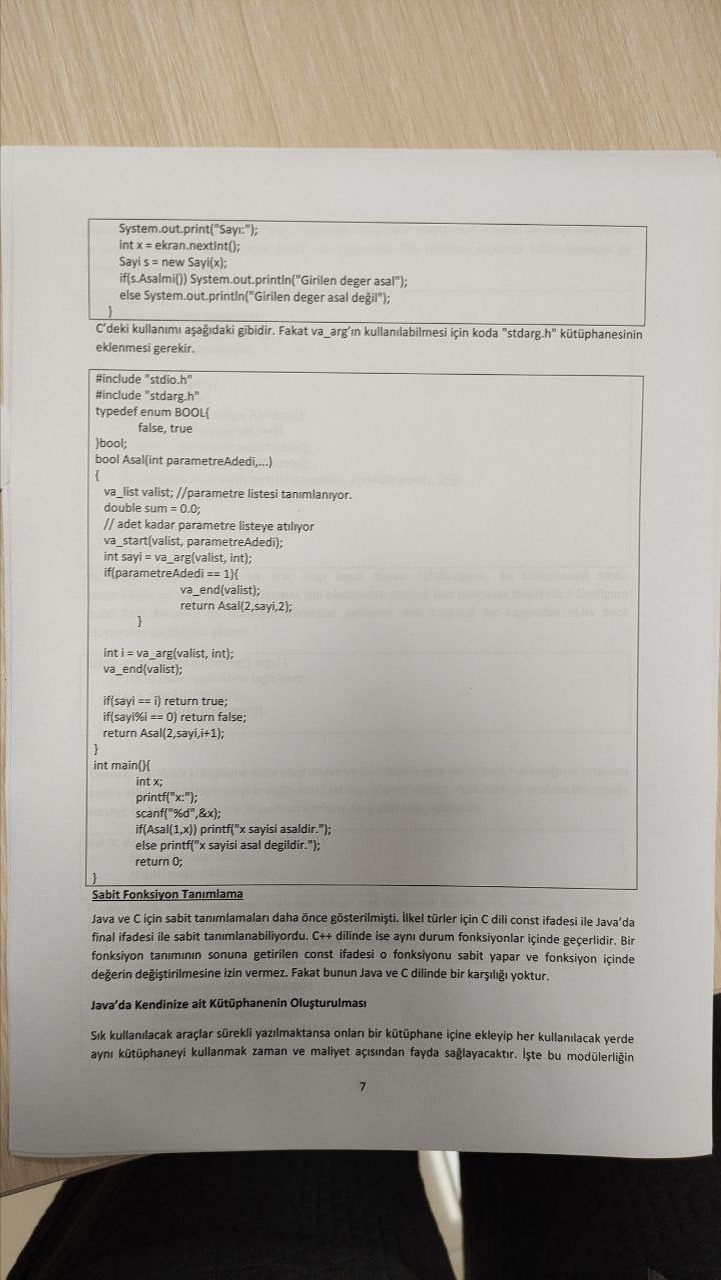 System.out.print("Sayı:");
int x = ekran.nextInt();
Sayi s = new Sayi(x);
if(s.Asalmi()) System.out.println("Girilen deger asal");
else System.out.println("Girilen deger asal değil");
}
C'deki kullanımı aşağıdaki gibidir. Fakat va_arg'ın kullanılabilmesi için koda "stdarg.h" kütüphanesinin
eklenmesi gerekir.
#include "stdio.h"
#include "stdarg.h"
typedef enum BOOL{
false, true
}bool;
bool Asal(int parametreAdedi,...)
{
va_list valist; //parametre listesi tanımlanıyor.
double sum = 0.0;
// adet kadar parametre listeye atılıyor
va_start(valist, parametreAdedi);
int sayi = va_arg(valist, int);
if(parametreAdedi == 1){
va_end(valist);
return Asal(2,sayi,2);
}
int i = va_arg(valist, int);
va_end(valist);
if(sayi == i) return true;
if(sayi%i == 0) return false;
return Asal(2,sayi,i+1);
}
int main(){
int x;
printf("x:");
scanf("%d",&x);
if(Asal(1,x)) printf("x sayisi asaldir.");
else printf("x sayisi asal degildir.");
return 0;
}
Sabit Fonksiyon Tanımlama
Java ve C için sabit tanımlamaları daha önce gösterilmişti. İlkel türler için C dili const ifadesi ile Java'da
final ifadesi ile sabit tanımlanabiliyordu. C++ dilinde ise aynı durum fonksiyonlar içinde geçerlidir. Bir
fonksiyon tanımının sonuna getirilen const ifadesi o fonksiyonu sabit yapar ve fonksiyon içinde
değerin değiştirilmesine izin vermez. Fakat bunun Java ve C dilinde bir karşılığı yoktur.
Java'da Kendinize ait Kütüphanenin Oluşturulması
Sık kullanılacak araçlar sürekli yazılmaktansa onları bir kütüphane içine ekleyip her kullanılacak yerde
aynı kütüphaneyi kullanmak zaman ve maliyet açısından fayda sağlayacaktır. İşte bu modülerliğin
7